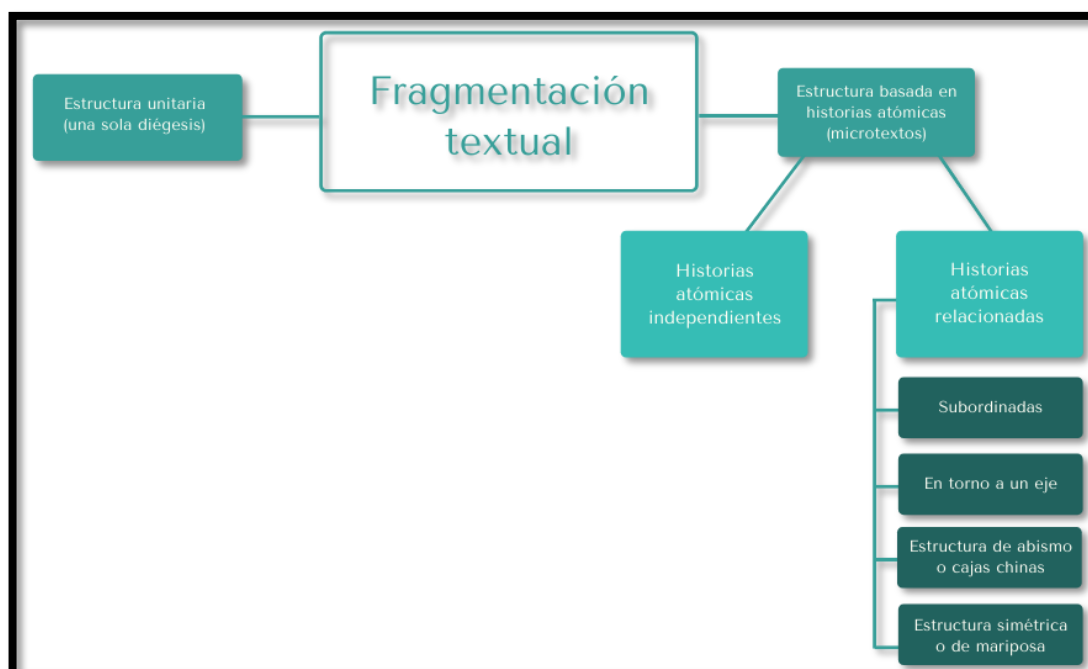 Fragmentación
textual
Estructura unitaria
(una sola diégesis)
Estructura basada en
historias atómicas
(microtextos)
Historias
atómicas
independientes
Historias
atómicas
relacionadas
Subordinadas
En torno a un eje
Estructura de abismo
o cajas chinas
Estructura simétrica
o de mariposa